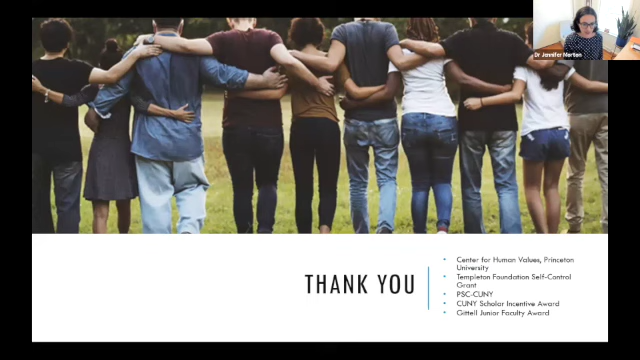 Dr Jennifer Morton
THANK YOU
Center for Human Values, Princeton
University
Templeton Foundation Self-Control
Grant
PSC-CUNY
CUNY Scholar Incentive Award
Gittell Junior Faculty Award